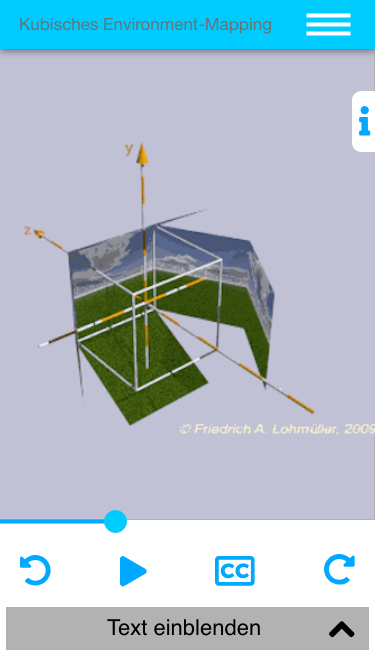 Kubisches Environment-Mapping
y
z
© Friedrich A. Lohmüller, 2009
CC
Text einblenden